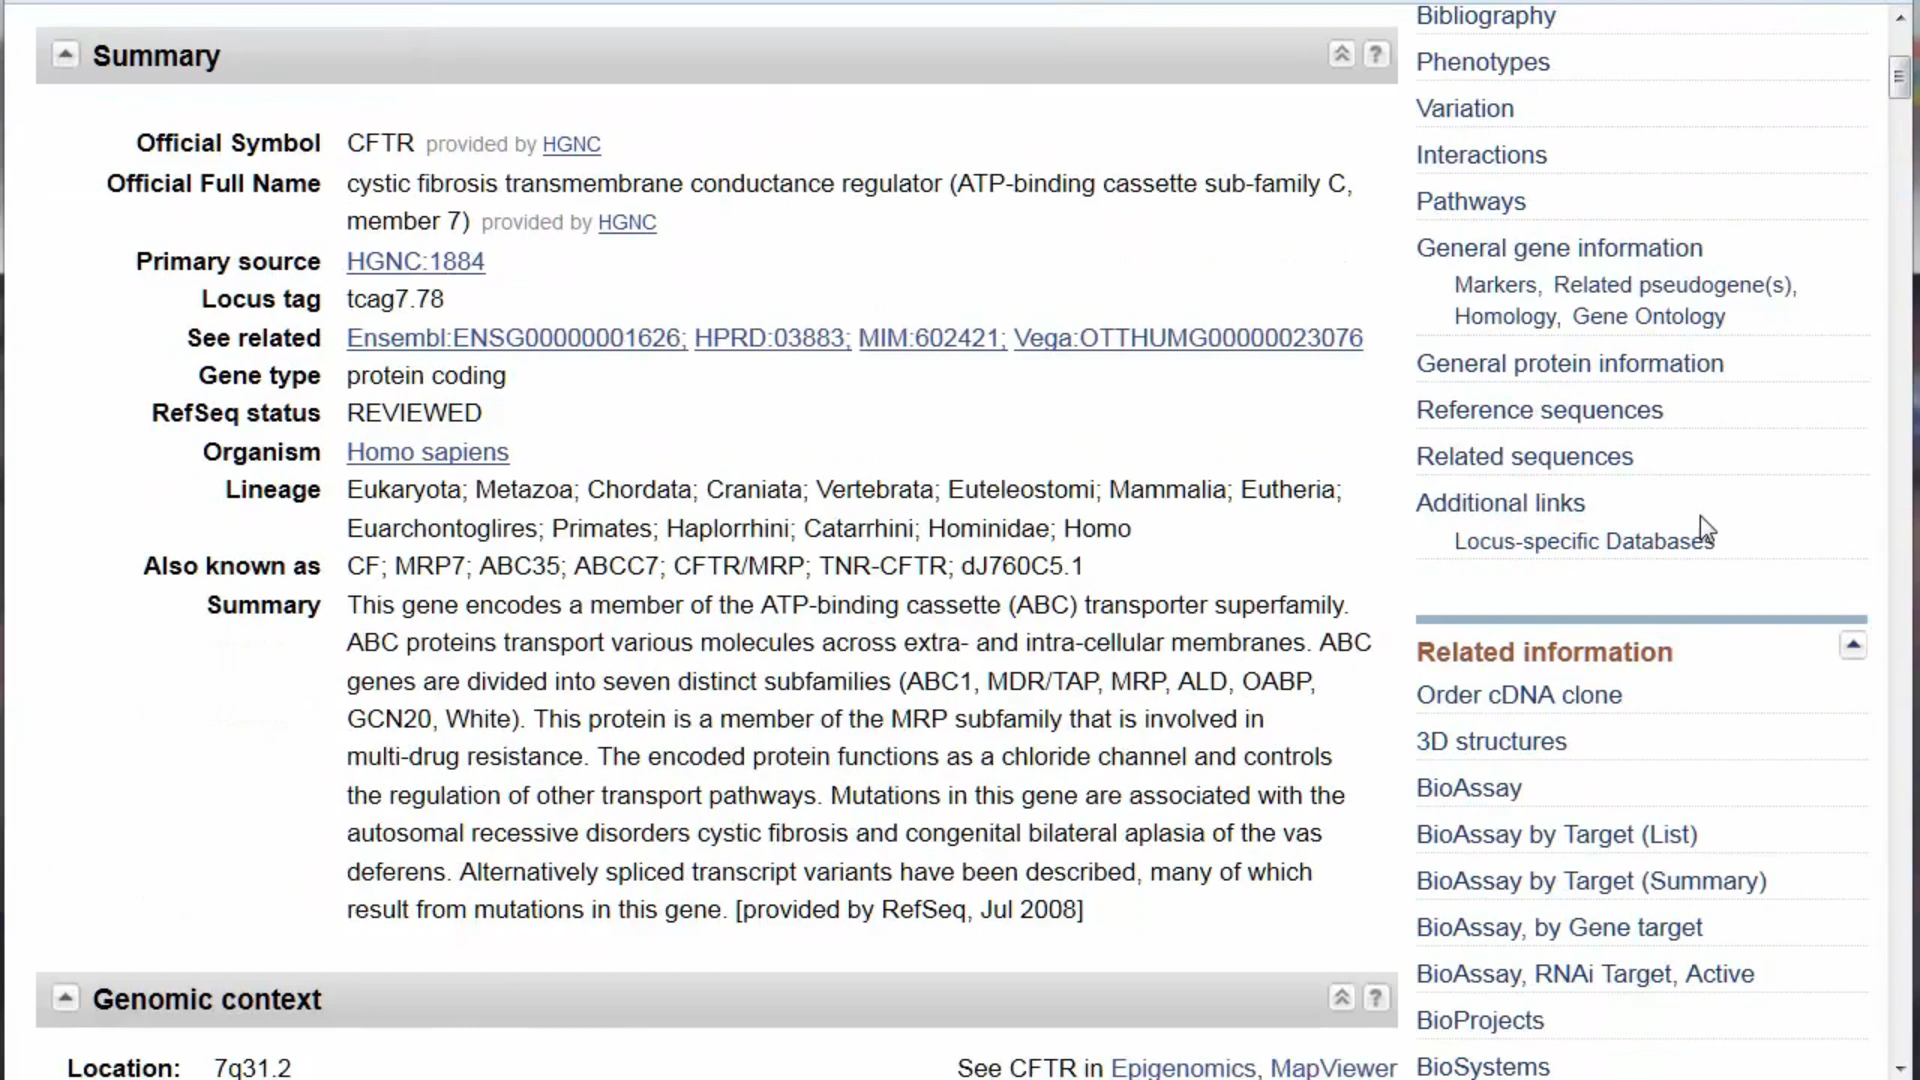 Summary
Official Symbol CFTR provided by HGNC
Official Full Name cystic fibrosis transmembrane conductance regulator (ATP-binding cassette sub-family C,
member 7) provided by HGNC
Primary source HGNC:1884
Locus tag tcag7.78
See related Ensembl:ENSG00000001626; HPRD:03883; MIM:602421; Vega:OTTHUMG00000023076
Gene type protein coding
RefSeq status REVIEWED
Organism Homo sapiens
Lineage Eukaryota; Metazoa; Chordata; Craniata; Vertebrata; Euteleostomi; Mammalia; Eutheria;
Euarchontoglires; Primates; Haplorrhini; Catarrhini; Hominidae; Homo
Also known as CF; MRP7; ABC35; ABCC7; CFTR/MRP; TNR-CFTR; dJ760C5.1
Summary This gene encodes a member of the ATP-binding cassette (ABC) transporter superfamily.
ABC proteins transport various molecules across extra- and intra-cellular membranes. ABC
genes are divided into seven distinct subfamilies (ABC1, MDR/TAP, MRP, ALD, OABP,
GCN20, White). This protein is a member of the MRP subfamily that is involved in
multi-drug resistance. The encoded protein functions as a chloride channel and controls
the regulation of other transport pathways. Mutations in this gene are associated with the
autosomal recessive disorders cystic fibrosis and congenital bilateral aplasia of the vas
deferens. Alternatively spliced transcript variants have been described, many of which
result from mutations in this gene. [provided by RefSeq, Jul 2008]
Genomic context
Location: 7q31.2
See CFTR in Epigenomics, MapViewer
Bibliography
Phenotypes
Variation
Interactions
Pathways
General gene information
Markers, Related pseudogene(s),
Homology, Gene Ontology
General protein information
Reference sequences
Related sequences
Additional links
Locus-specific Databases
Related information
Order cDNA clone
3D structures
BioAssay
BioAssay by Target (List)
BioAssay by Target (Summary)
BioAssay, by Gene target
BioAssay, RNAi Target, Active
BioProjects
BioSystems